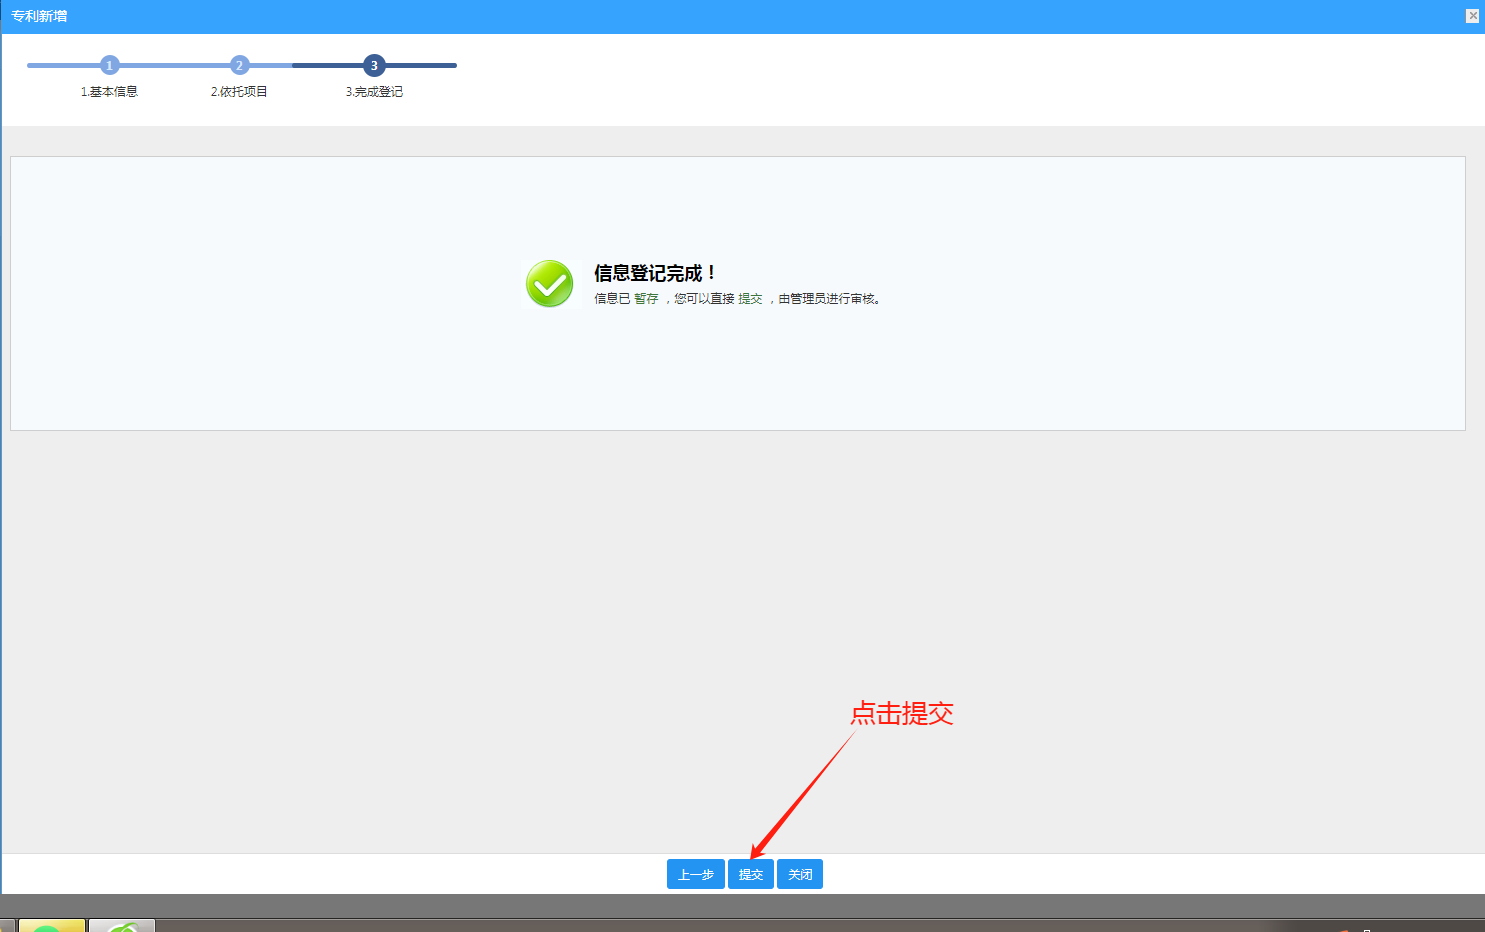 专利新增
1
2
3
1.基本信息
2.依托项目
3.完成登记
信息登记完成！
信息已 暂存 ，您可以直接 提交 ，由管理员进行审核。
点击提交
上一步
提交
关闭